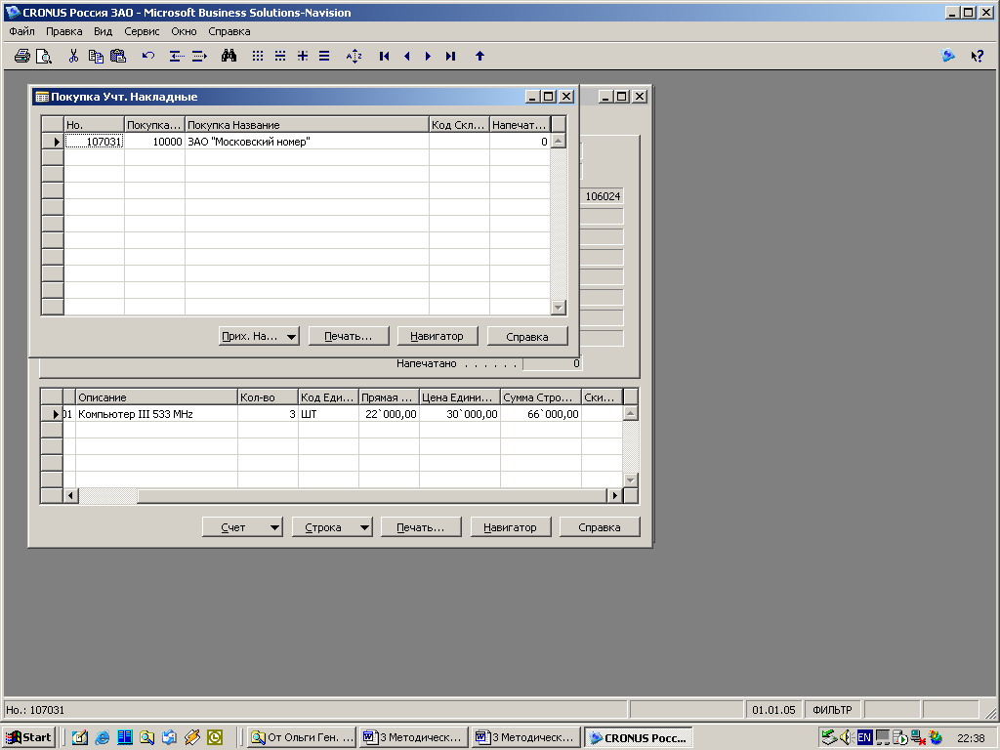 CRONUS Россия ЗАО - Microsoft Business Solutions-Navision
Файл Правка Вид Сервис Окно Справка
Покупка Учт. Накладные
Но. Покупка... Покупка Название Код Скл... Напечат...
107031 10000 ЗАО "Московский номер" 0
106024
Прих. На... Печать... Навигатор Справка
Напечатано . . . . . . 0
Описание Кол-во Код Еди... Прямая ... Цена Едини... Сумма Стро... Ски...
01 Компьютер III 533 MHz 3 ШТ 22`000,00 30`000,00 66`000,00
Счет Строка Печать... Навигатор Справка
Но.: 107031 01.01.05 ФИЛЬТР
Start От Ольги Ген. ... 3 Методическ... 3 Методическ... CRONUS Росс... EN 22:38